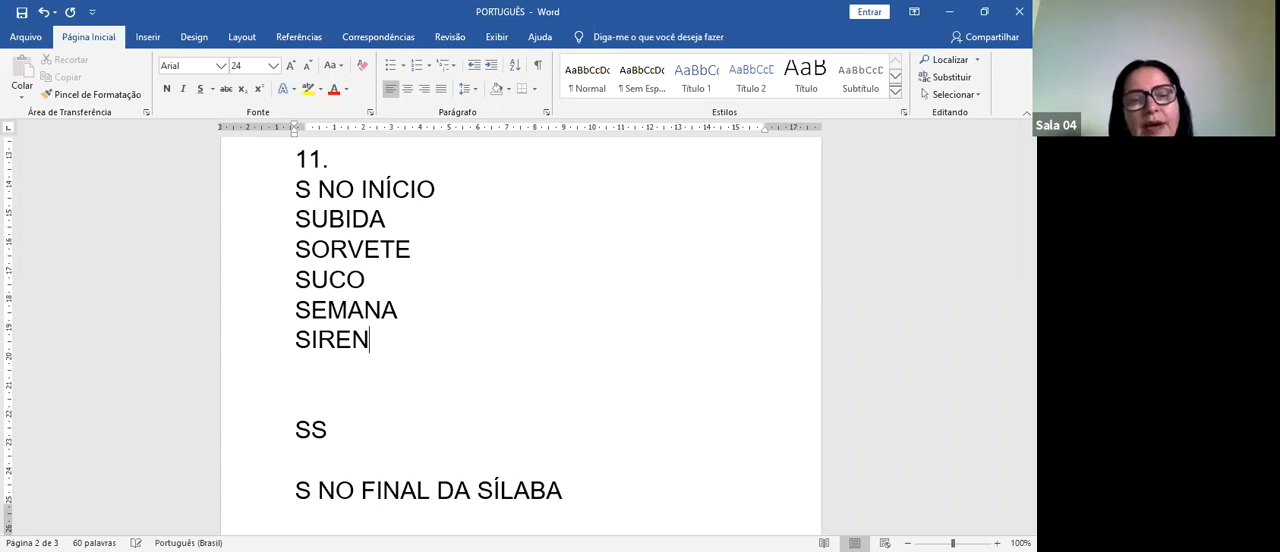 PORTUGUÊS - Word
Entrar
Arquivo Página Inicial Inserir Design Layout Referências Correspondências Revisão Exibir Ajuda Diga-me o que você deseja fazer Compartilhar
Colar
Recortar
Copiar
Pincel de Formatação
Área de Transferência
Arial 24
Fonte
Parágrafo
AaBbCcDc AaBbCcDc AaBbCc AaBbCcD AaB AaBbCcD
¶ Normal ¶ Sem Esp... Título 1 Título 2 Título Subtítulo
Estilos
Localizar
Substituir
Selecionar
Editando
Sala 04
11.
S NO INÍCIO
SUBIDA
SORVETE
SUCO
SEMANA
SIREN
SS
S NO FINAL DA SÍLABA
Página 2 de 3 60 palavras Português (Brasil) 100%